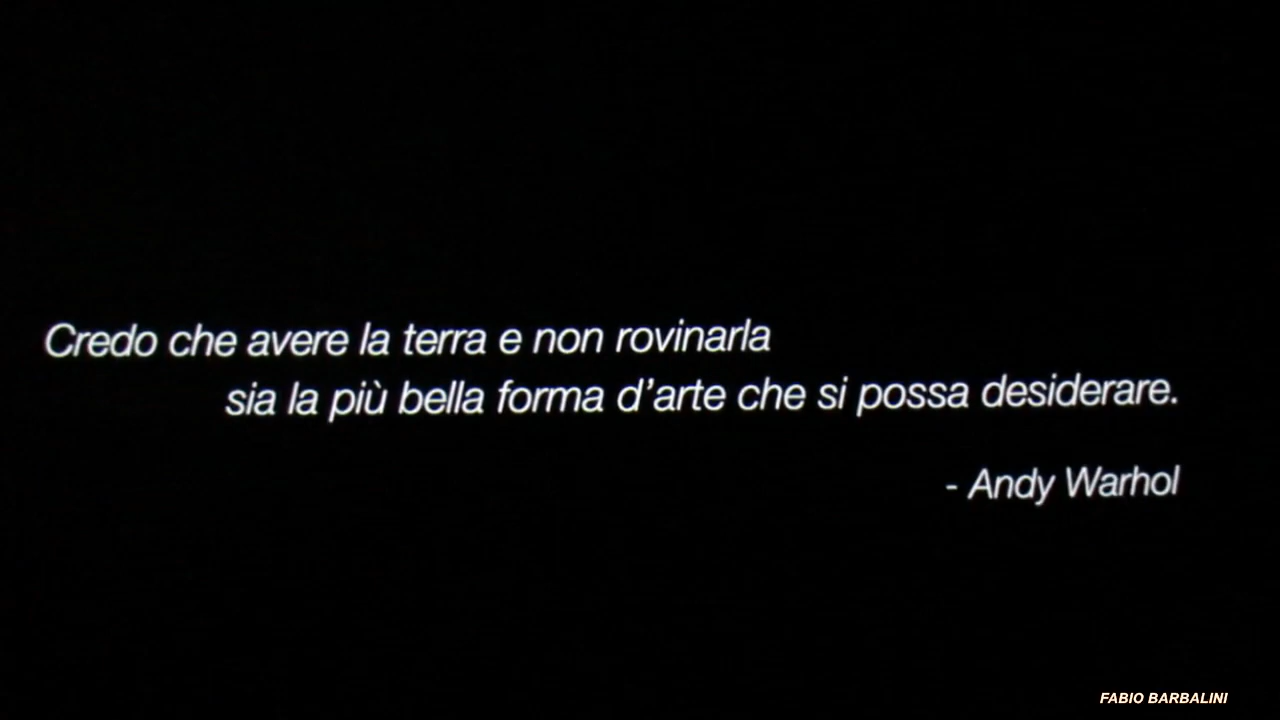 Credo che avere la terra e non rovinarla
sia la più bella forma d'arte che si possa desiderare.
- Andy Warhol
FABIO BARBALINI